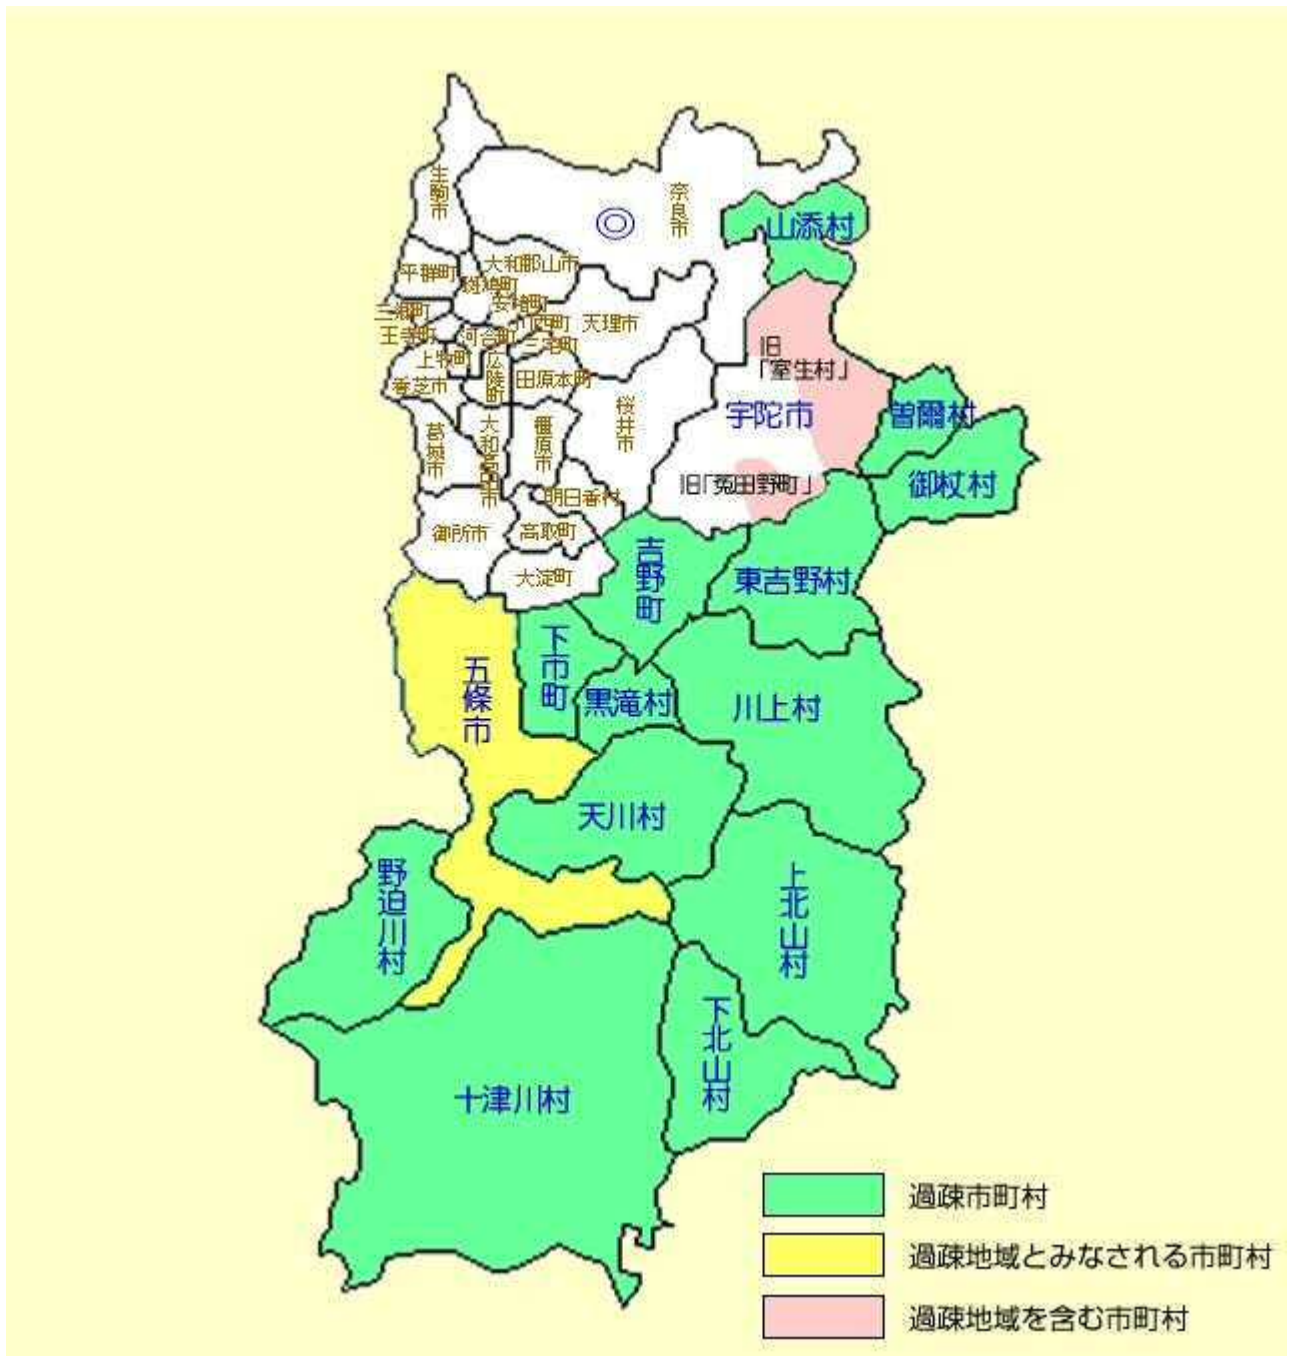 生駒市
奈良市
山添村
平群町
大和郡山市
斑鳩町
安堵町
三郷町
王寺町
河合町
川西町
三宅町
天理市
上牧町
広陵町
田原本町
香芝市
葛城市
大和高田市
橿原市
桜井市
旧
「室生村」
宇陀市
曽爾村
御杖村
旧「菟田野町」
明日香村
御所市
高取町
大淀町
吉野町
東吉野村
五條市
下市町
黒滝村
川上村
天川村
野迫川村
上北山村
下北山村
十津川村
過疎市町村
過疎地域とみなされる市町村
過疎地域を含む市町村